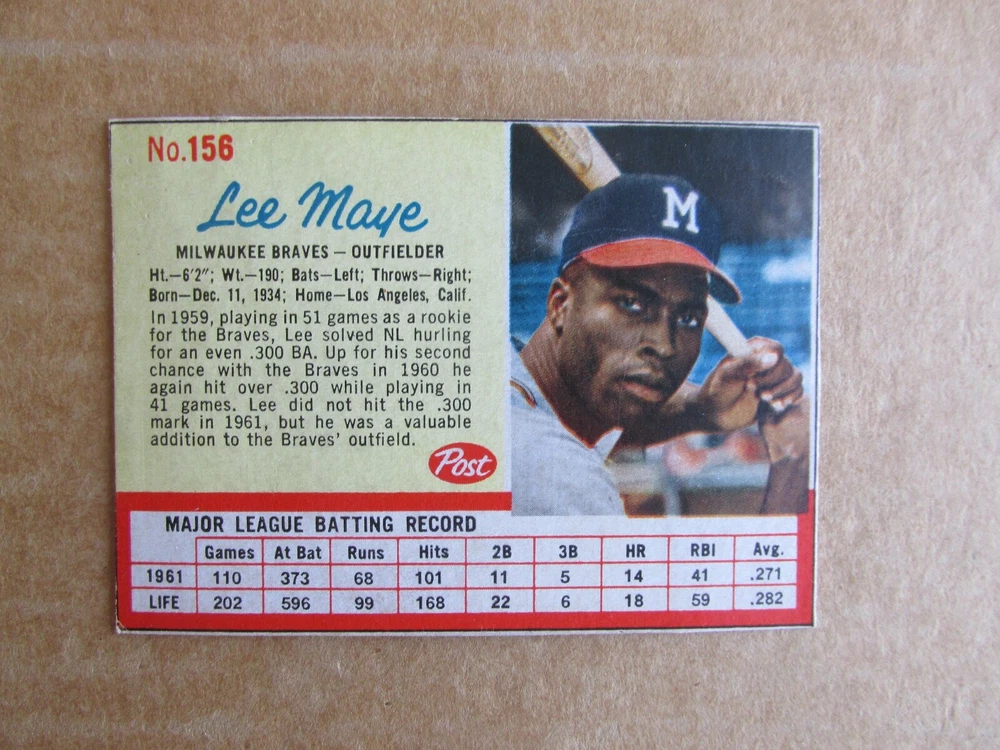 No.156
Lee Maye
MILWAUKEE BRAVES — OUTFIELDER
Ht.—6'2"; Wt.—190; Bats—Left; Throws—Right;
Born—Dec. 11, 1934; Home—Los Angeles, Calif.
In 1959, playing in 51 games as a rookie
for the Braves, Lee solved NL hurling
for an even .300 BA. Up for his second
chance with the Braves in 1960 he
again hit over .300 while playing in
41 games. Lee did not hit the .300
mark in 1961, but he was a valuable
addition to the Braves' outfield.
Post
M
MAJOR LEAGUE BATTING RECORD
Games At Bat Runs Hits 2B 3B HR RBI Avg.
1961 110 373 68 101 11 5 14 41 .271
LIFE 202 596 99 168 22 6 18 59 .282